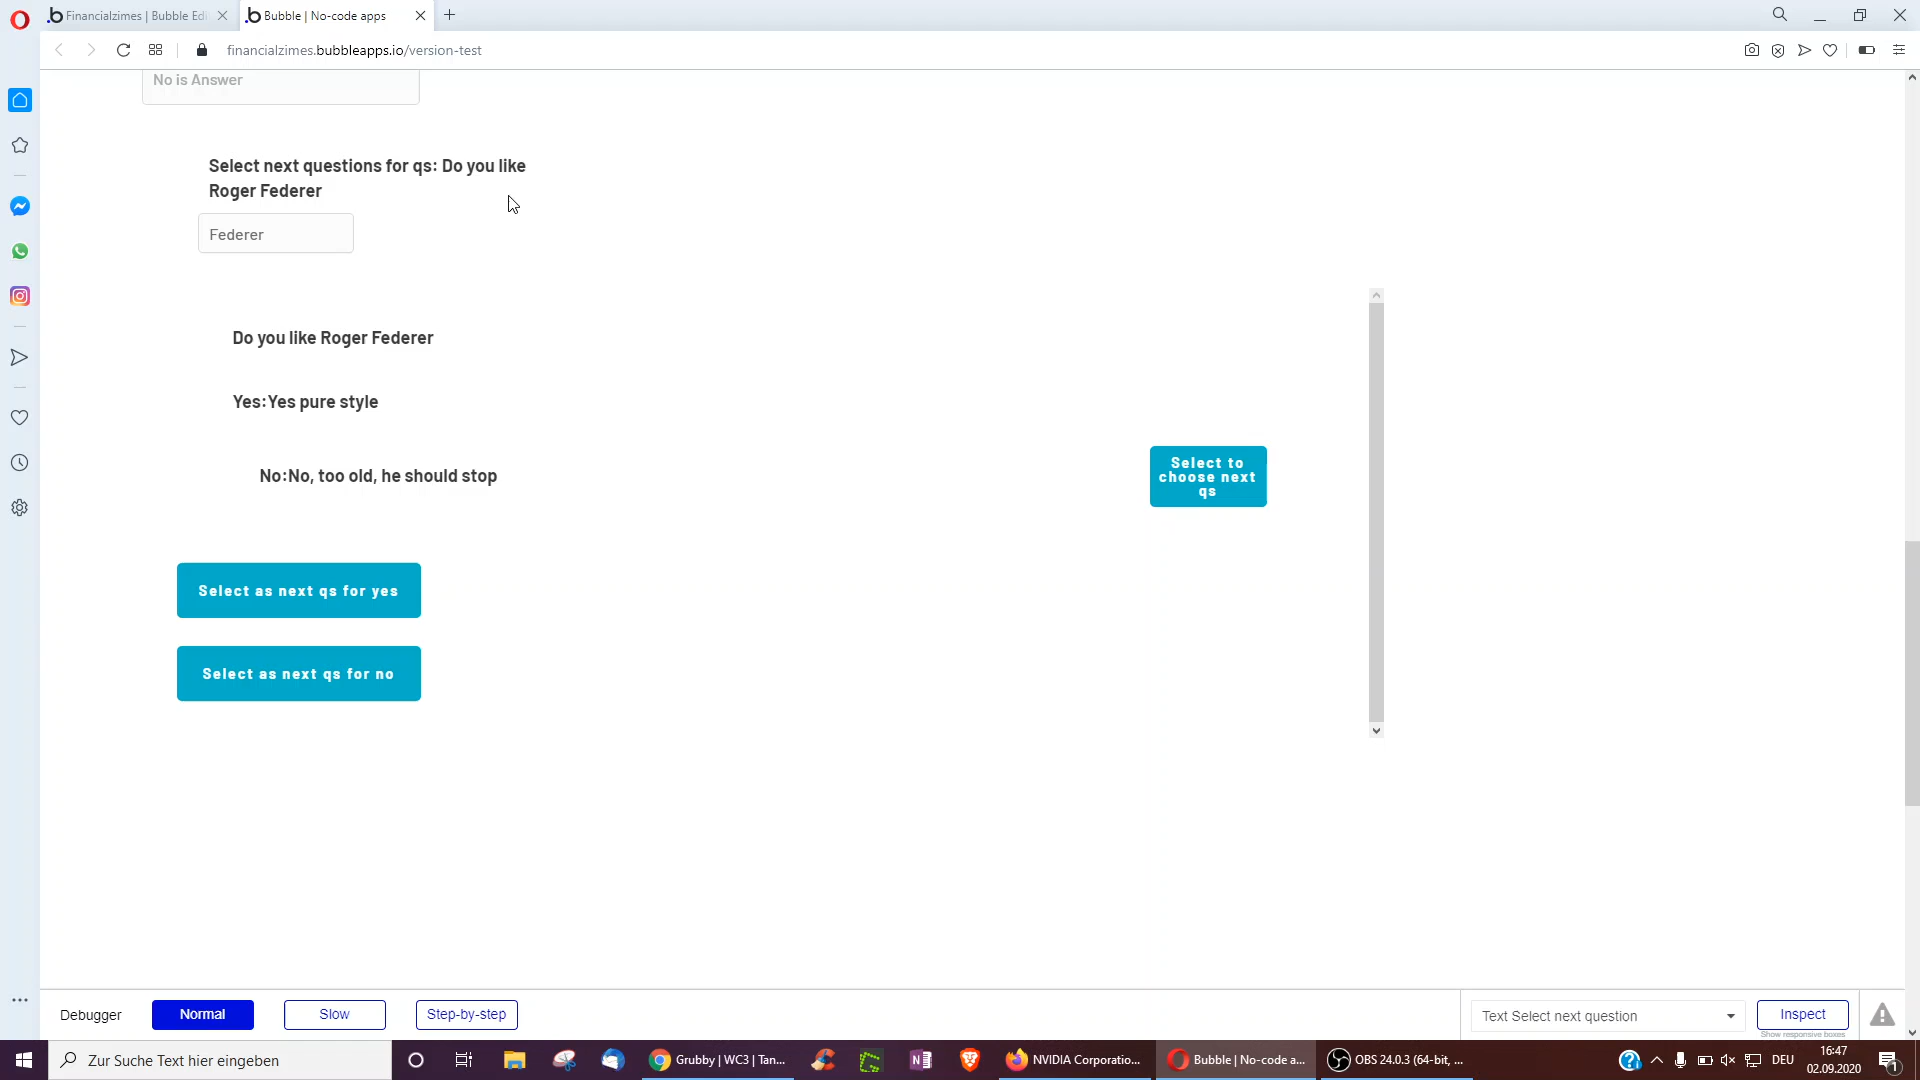 Financialzimes | Bubble Edi
Bubble | No-code apps
financialzimes.bubbleapps.io/version-test
No is Answer
Select next questions for qs: Do you like
Roger Federer
Federer
Do you like Roger Federer
Yes:Yes pure style
No:No, too old, he should stop
Select to
choose next
qs
Select as next qs for yes
Select as next qs for no
Debugger
Normal
Slow
Step-by-step
Text Select next question
Inspect
Show responsive boxes
Zur Suche Text hier eingeben
Grubby | WC3 | Tan...
NVIDIA Corporatio...
Bubble | No-code a...
OBS 24.0.3 (64-bit, ...
DEU
16:47
02.09.2020
1